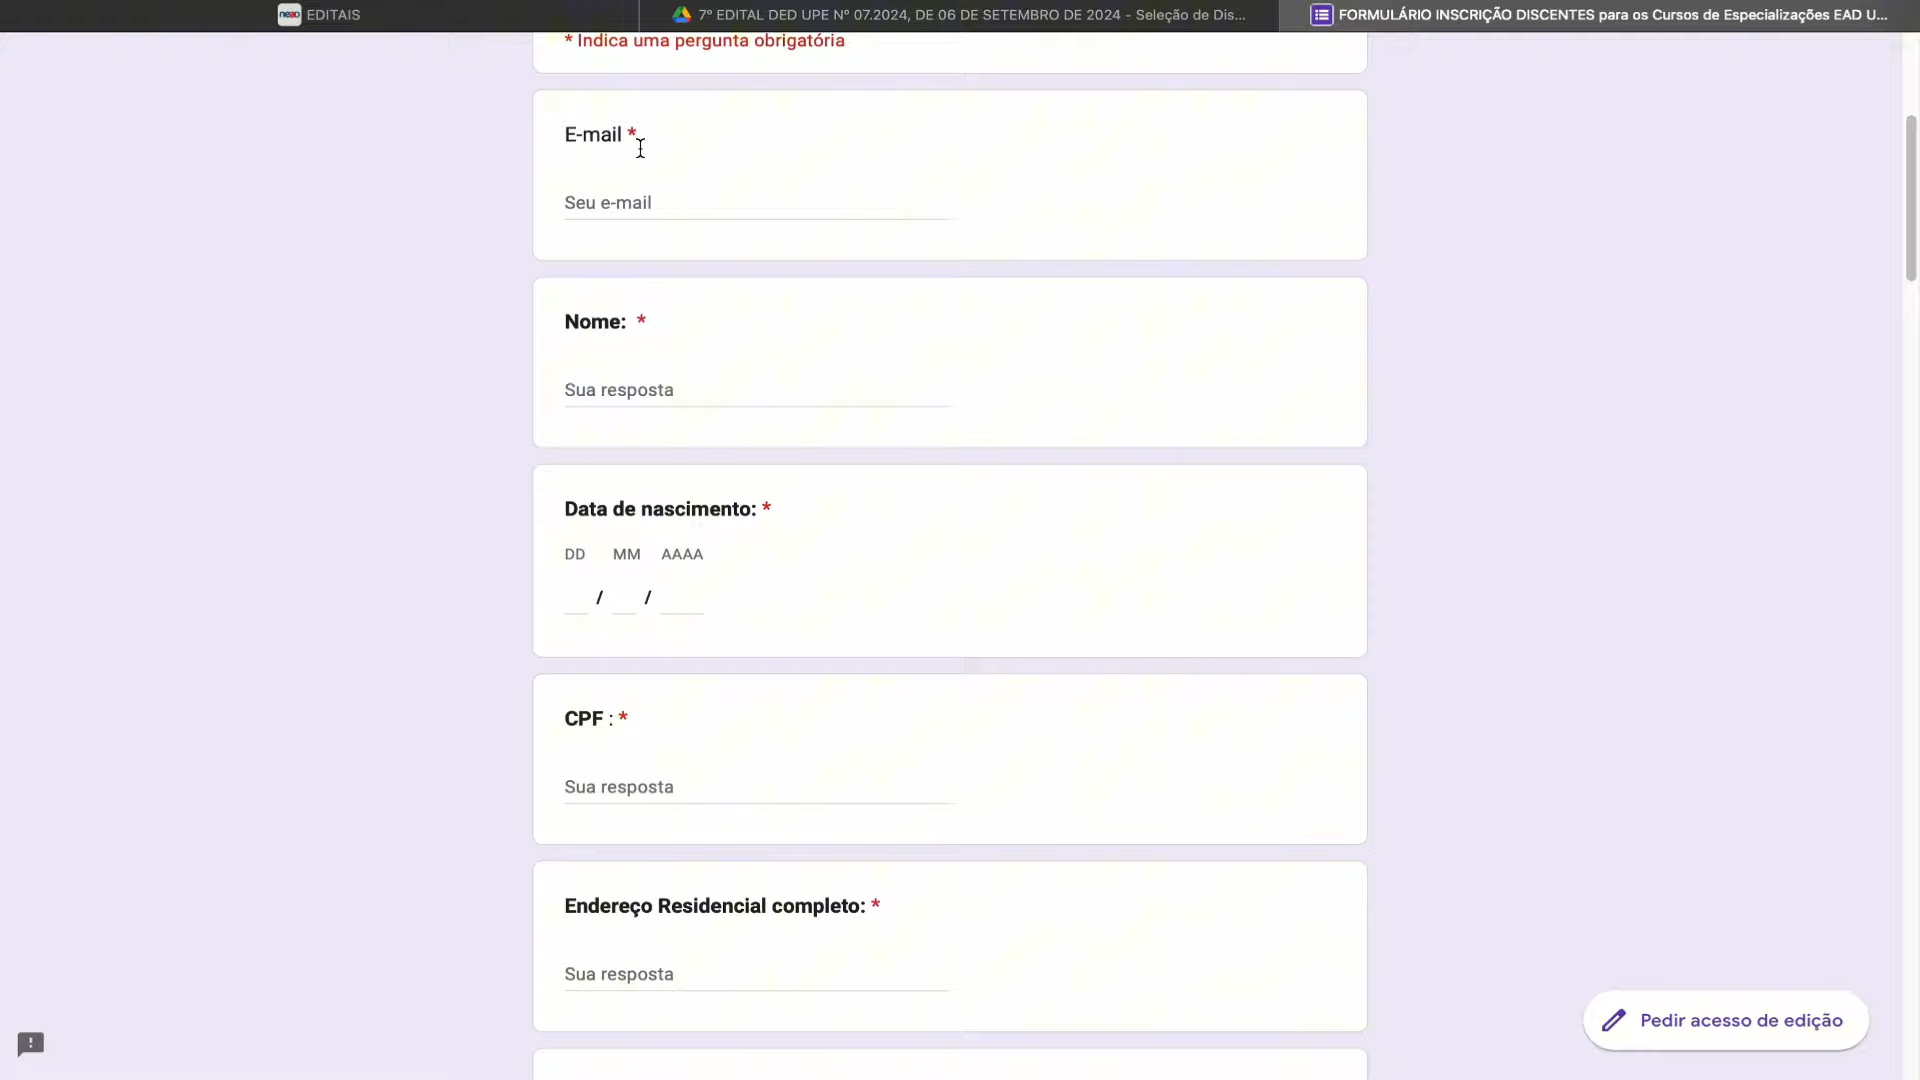 nead EDITAIS
7º EDITAL DED UPE Nº 07.2024, DE 06 DE SETEMBRO DE 2024 - Seleção de Dis...
FORMULÁRIO INSCRIÇÃO DISCENTES para os Cursos de Especializações EAD U...
* Indica uma pergunta obrigatória
E-mail *
Seu e-mail
Nome: *
Sua resposta
Data de nascimento: *
DD MM AAAA
/ /
CPF : *
Sua resposta
Endereço Residencial completo: *
Sua resposta
Pedir acesso de edição